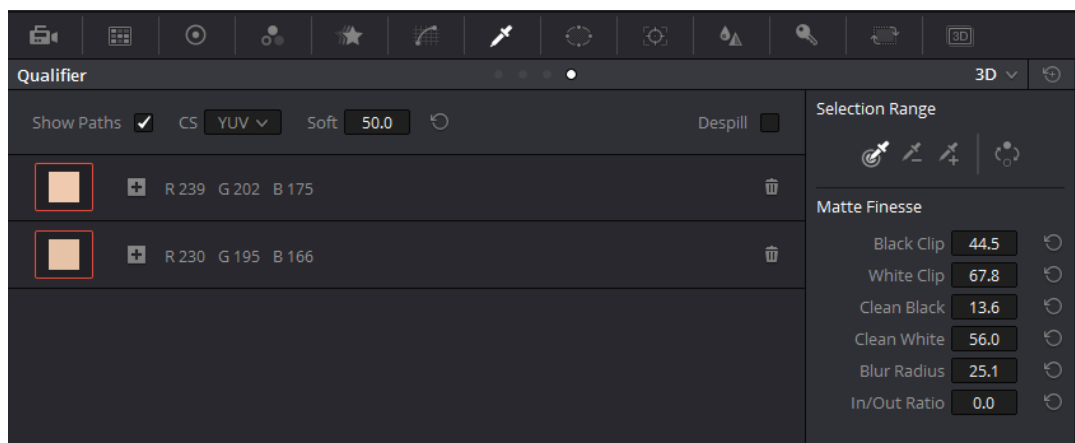 3D
Qualifier
3D
Show Paths CS YUV Soft 50.0 Despill
R 239 G 202 B 175
R 230 G 195 B 166
Selection Range
Matte Finesse
Black Clip 44.5
White Clip 67.8
Clean Black 13.6
Clean White 56.0
Blur Radius 25.1
In/Out Ratio 0.0